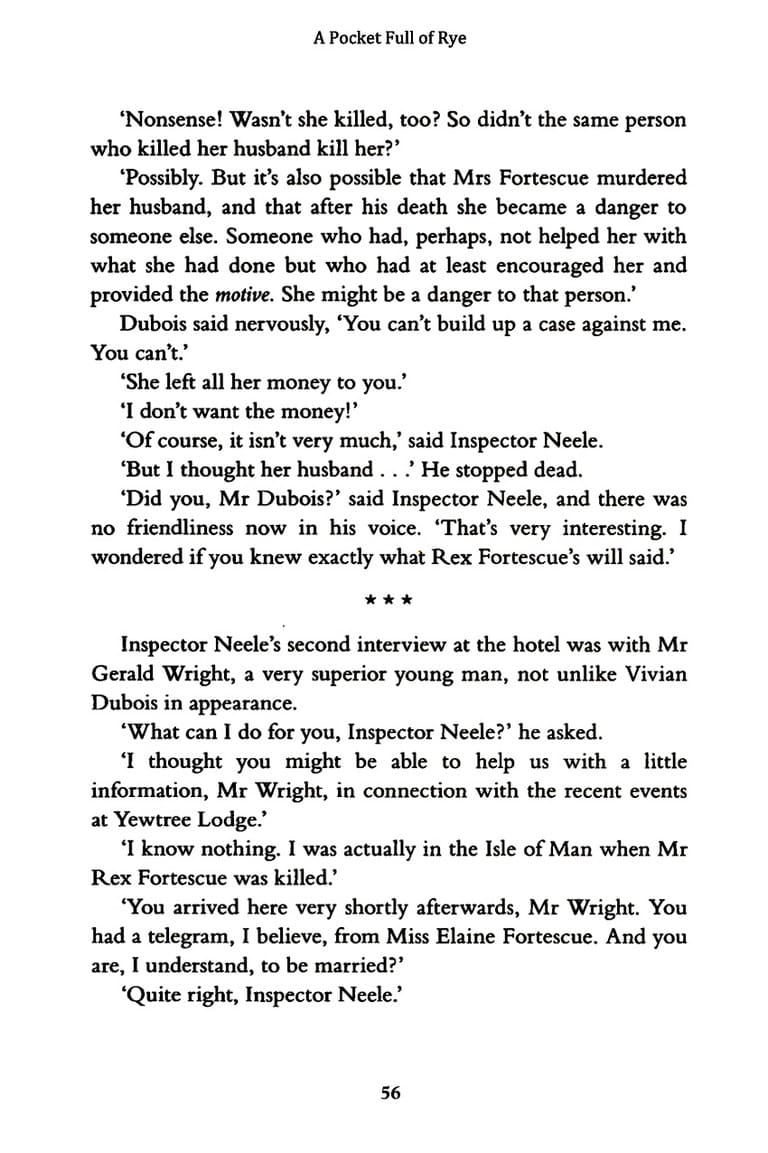 A Pocket Full of Rye
‘Nonsense! Wasn’t she killed, too? So didn’t the same person
who killed her husband kill her?’
‘Possibly. But it’s also possible that Mrs Fortescue murdered
her husband, and that after his death she became a danger to
someone else. Someone who had, perhaps, not helped her with
what she had done but who had at least encouraged her and
provided the motive. She might be a danger to that person.’
Dubois said nervously, ‘You can’t build up a case against me.
You can’t.’
‘She left all her money to you.’
‘I don’t want the money!’
‘Of course, it isn’t very much,’ said Inspector Neele.
‘But I thought her husband . . .’ He stopped dead.
‘Did you, Mr Dubois?’ said Inspector Neele, and there was
no friendliness now in his voice. ‘That’s very interesting. I
wondered if you knew exactly what Rex Fortescue’s will said.’
★ ★ ★
Inspector Neele’s second interview at the hotel was with Mr
Gerald Wright, a very superior young man, not unlike Vivian
Dubois in appearance.
‘What can I do for you, Inspector Neele?’ he asked.
‘I thought you might be able to help us with a little
information, Mr Wright, in connection with the recent events
at Yewtree Lodge.’
‘I know nothing. I was actually in the Isle of Man when Mr
Rex Fortescue was killed.’
‘You arrived here very shortly afterwards, Mr Wright. You
had a telegram, I believe, from Miss Elaine Fortescue. And you
are, I understand, to be married?’
‘Quite right, Inspector Neele.’
56